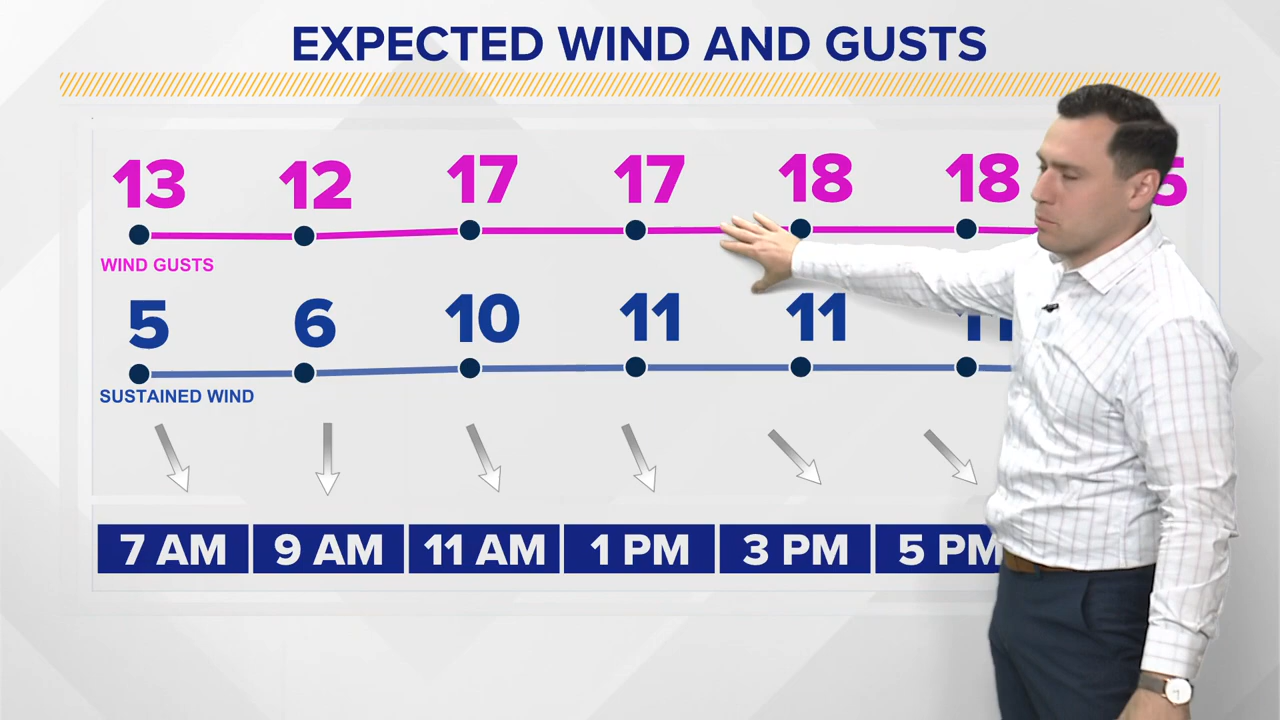 EXPECTED WIND AND GUSTS
13 12 17 17 18 18
WIND GUSTS
5 6 10 11 11 11
SUSTAINED WIND
7 AM 9 AM 11 AM 1 PM 3 PM 5 PM